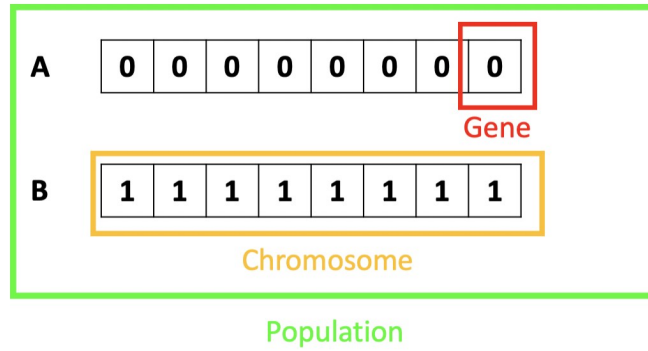 A 0 0 0 0 0 0 0 0
Gene
B 1 1 1 1 1 1 1 1
Chromosome
Population